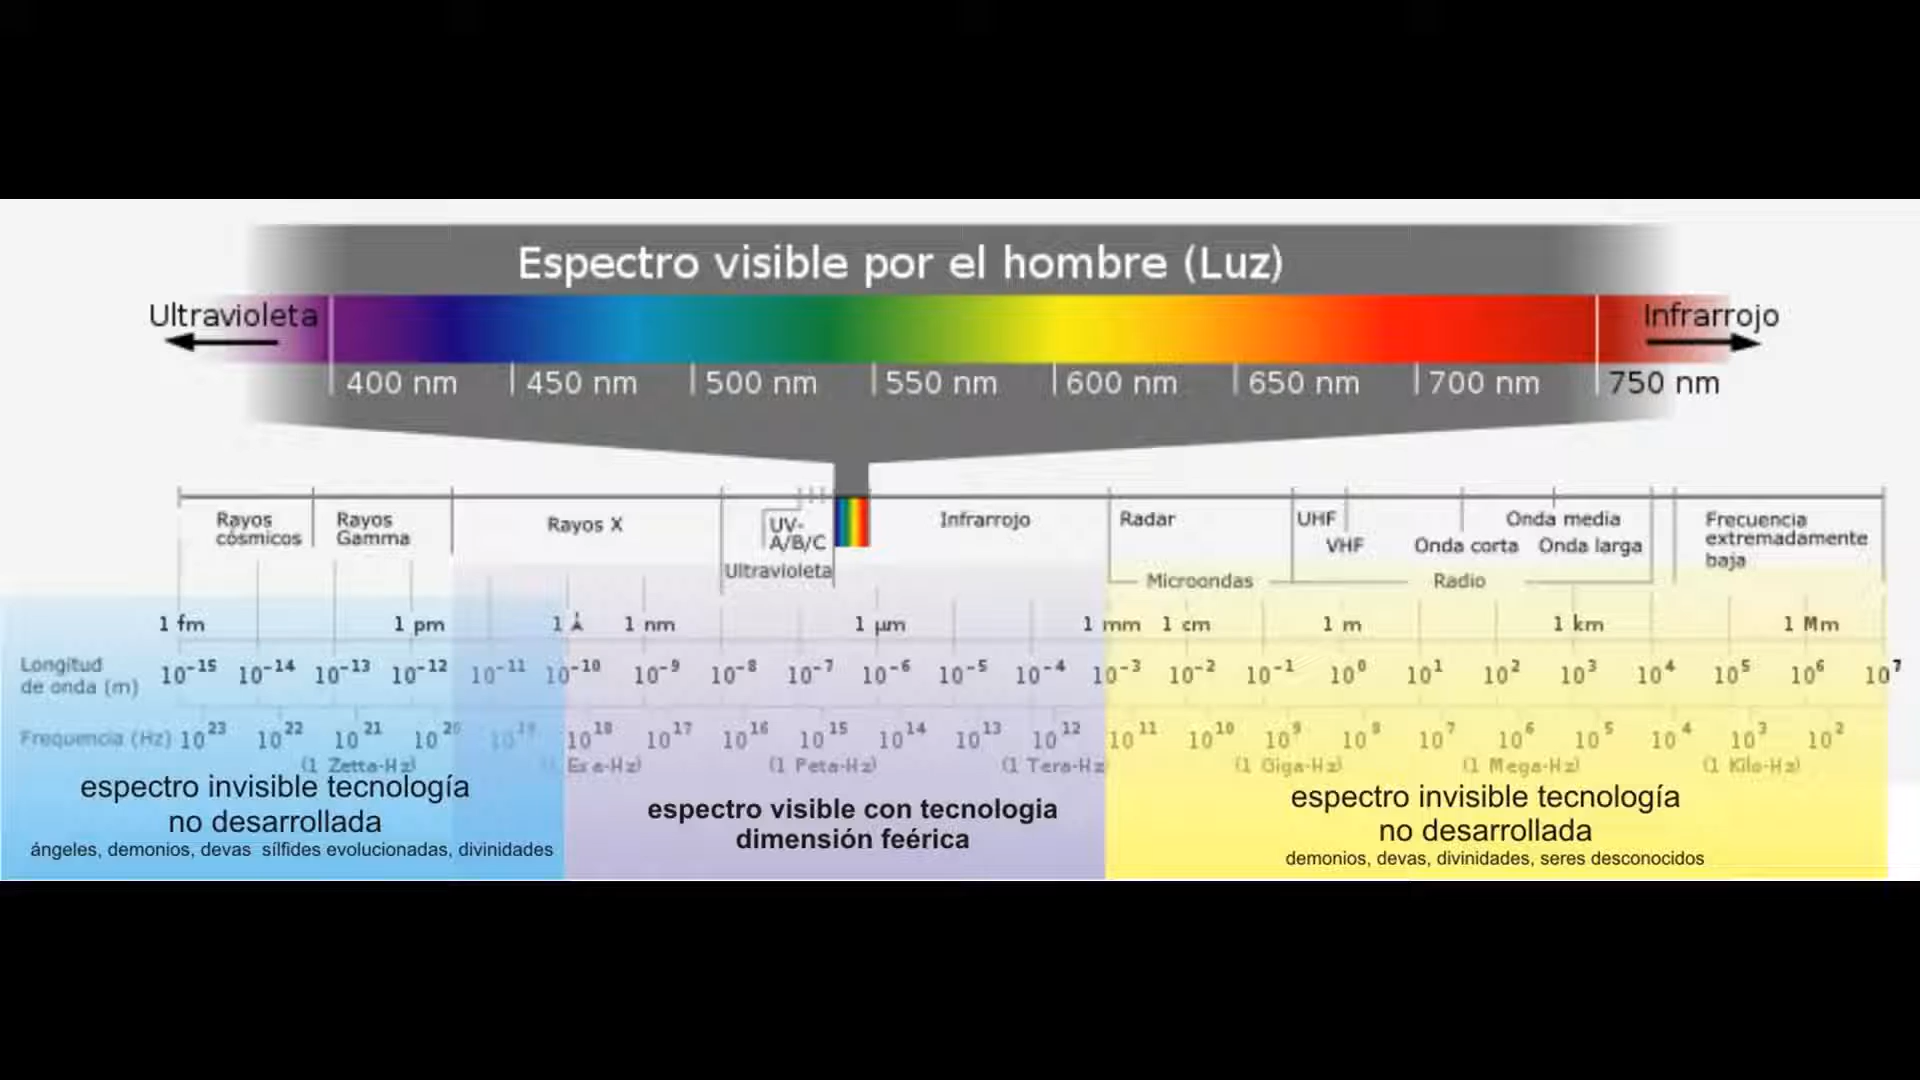 Espectro visible por el hombre (Luz)
Ultravioleta
Infrarrojo
400 nm 450 nm 500 nm 550 nm 600 nm 650 nm 700 nm 750 nm
Rayos
cósmicos
Rayos
Gamma
Rayos X
UV-
A/B/C
Ultravioleta
Infrarrojo
Radar
Microondas
UHF
VHF
Onda corta
Onda media
Onda larga
Radio
Frecuencia
extremadamente
baja
1 fm 1 pm 1 Å 1 nm 1 µm 1 mm 1 cm 1 m 1 km 1 Mm
Longitud
de onda (m)
10⁻¹⁵ 10⁻¹⁴ 10⁻¹³ 10⁻¹² 10⁻¹¹ 10⁻¹⁰ 10⁻⁹ 10⁻⁸ 10⁻⁷ 10⁻⁶ 10⁻⁵ 10⁻⁴ 10⁻³ 10⁻² 10⁻¹ 10⁰ 10¹ 10² 10³ 10⁴ 10⁵ 10⁶ 10⁷
Frequencia (Hz) 10²³ 10²² 10²¹ 10²⁰ 10¹⁹ 10¹⁸ 10¹⁷ 10¹⁶ 10¹⁵ 10¹⁴ 10¹³ 10¹² 10¹¹ 10¹⁰ 10⁹ 10⁸ 10⁷ 10⁶ 10⁵ 10⁴ 10³ 10²
(1 Zetta-Hz) (1 Exa-Hz) (1 Peta-Hz) (1 Tera-Hz (1 Giga-Hz) (1 Mega-Hz) (1 Kilo-Hz)
espectro invisible tecnología
no desarrollada
ángeles, demonios, devas sílfides evolucionadas, divinidades
espectro visible con tecnologia
dimensión feérica
espectro invisible tecnología
no desarrollada
demonios, devas, divinidades, seres desconocidos